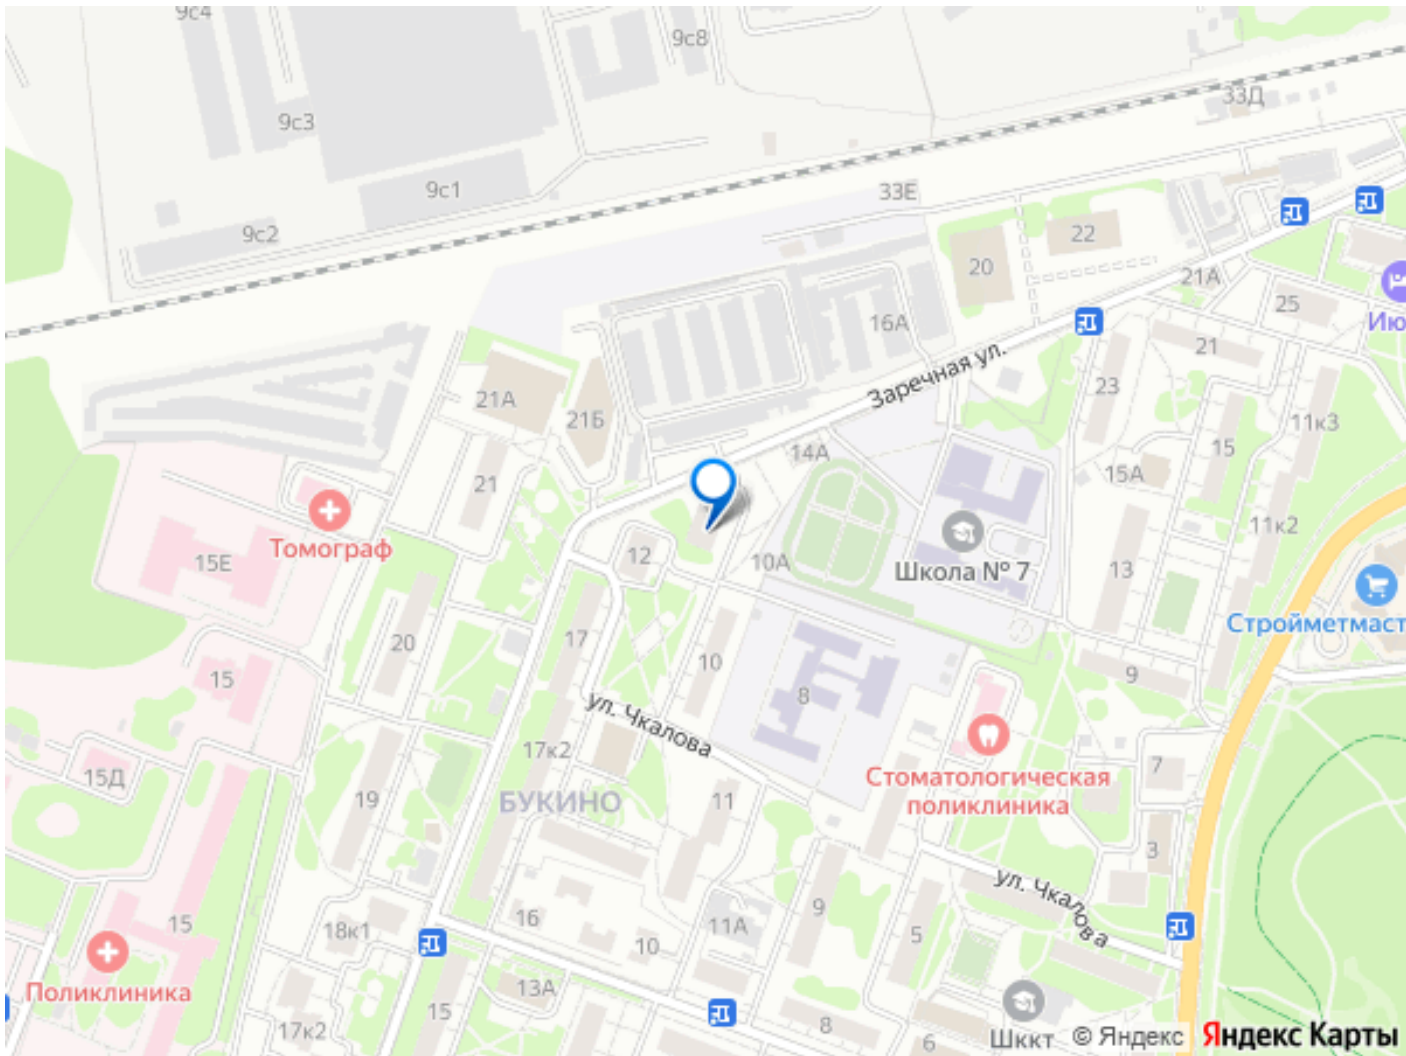 9с4
9с8
33Д
9с3
9с1
33Е
9с2
22
20
21А
25
Ию
16А
21
Заречная ул.
23
21А
21Б
11к3
14А
15
15А
21
11к2
Томограф
15Е
12
10А
Школа № 7
13
Стройметмаст
17
20
10
9
15
8
ул. Чкалова
17к2
7
15Д
Стоматологическая
поликлиника
19
БУКИНО
11
3
ул. Чкалова
16
9
11А
15
18к1
10
5
13А
Поликлиника
15
17к2
8
6
Шккт
© Яндекс
Яндекс Карты